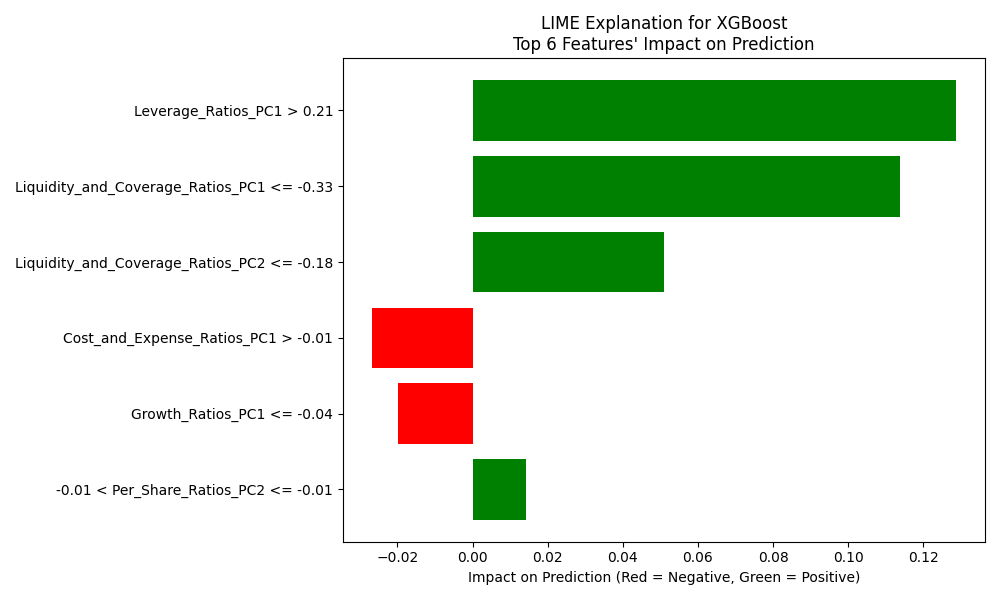 LIME Explanation for XGBoost
Top 6 Features' Impact on Prediction
Leverage_Ratios_PC1 > 0.21
Liquidity_and_Coverage_Ratios_PC1 <= -0.33
Liquidity_and_Coverage_Ratios_PC2 <= -0.18
Cost_and_Expense_Ratios_PC1 > -0.01
Growth_Ratios_PC1 <= -0.04
-0.01 < Per_Share_Ratios_PC2 <= -0.01
−0.02 0.00 0.02 0.04 0.06 0.08 0.10 0.12
Impact on Prediction (Red = Negative, Green = Positive)